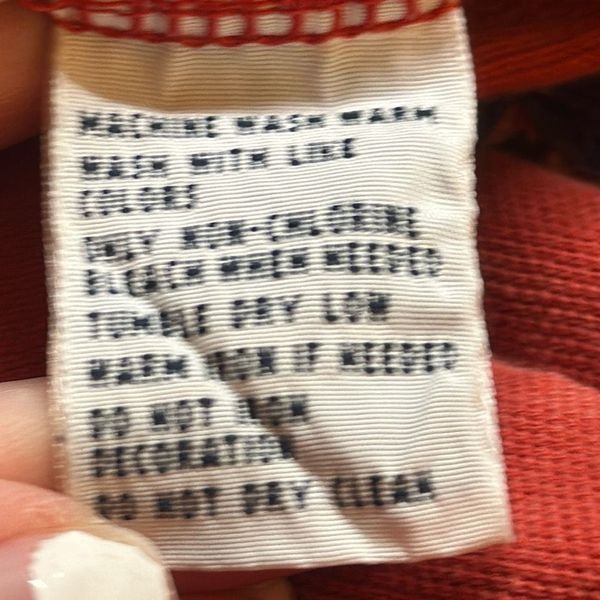 MACHINE WASH WARM
WASH WITH LIKE
COLORS
ONLY NON-CHLORINE
BLEACH WHEN NEEDED
TUMBLE DRY LOW
WARM IRON IF NEEDED
DO NOT IRON
DECORATION
DO NOT DRY CLEAN